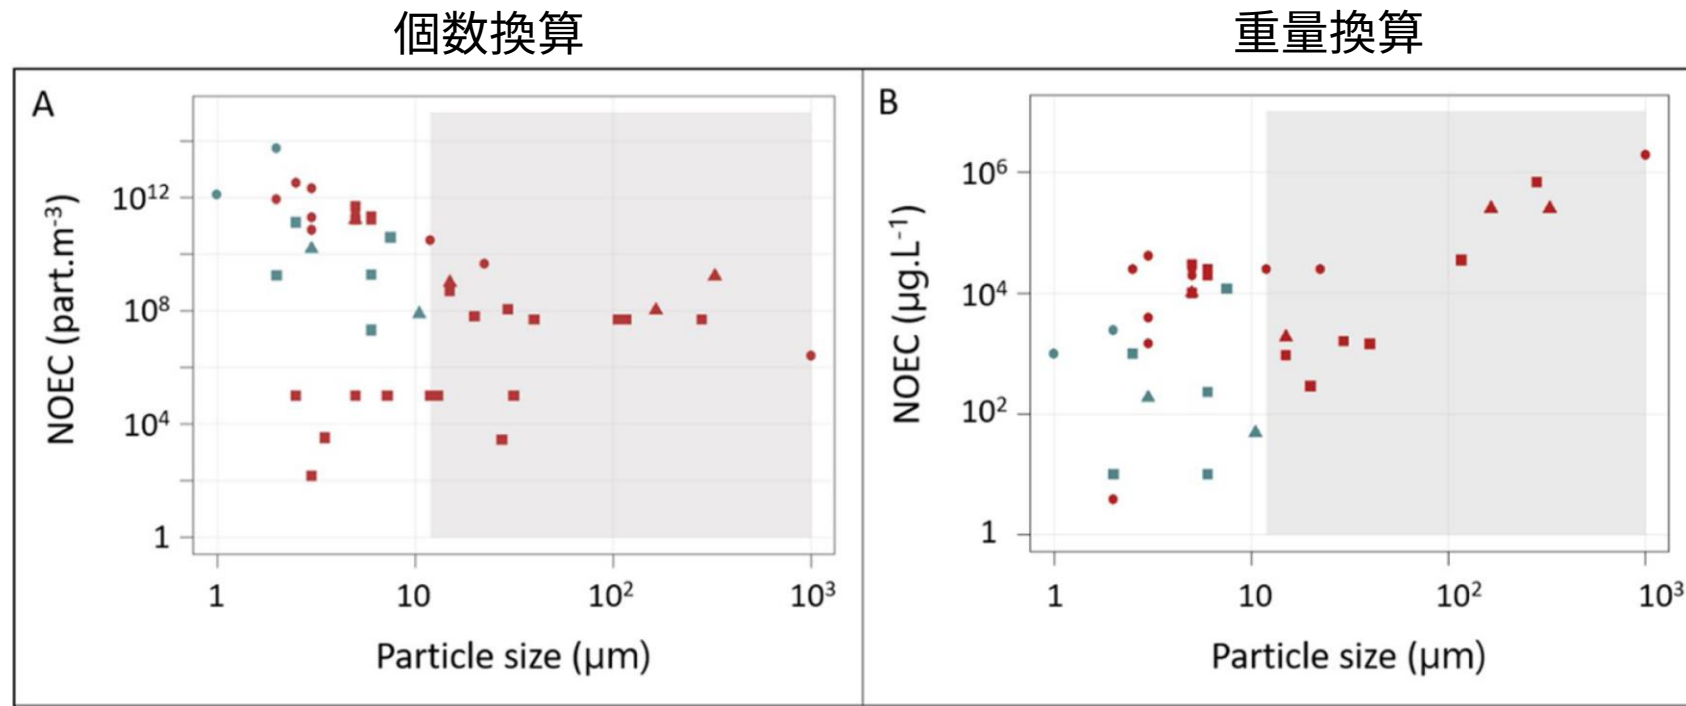 個数換算
重量換算
A
NOEC (part.m⁻³)
10¹²
10⁸
10⁴
1
1 10 10² 10³
Particle size (µm)
B
NOEC (µg.L⁻¹)
10⁶
10⁴
10²
1
1 10 10² 10³
Particle size (µm)